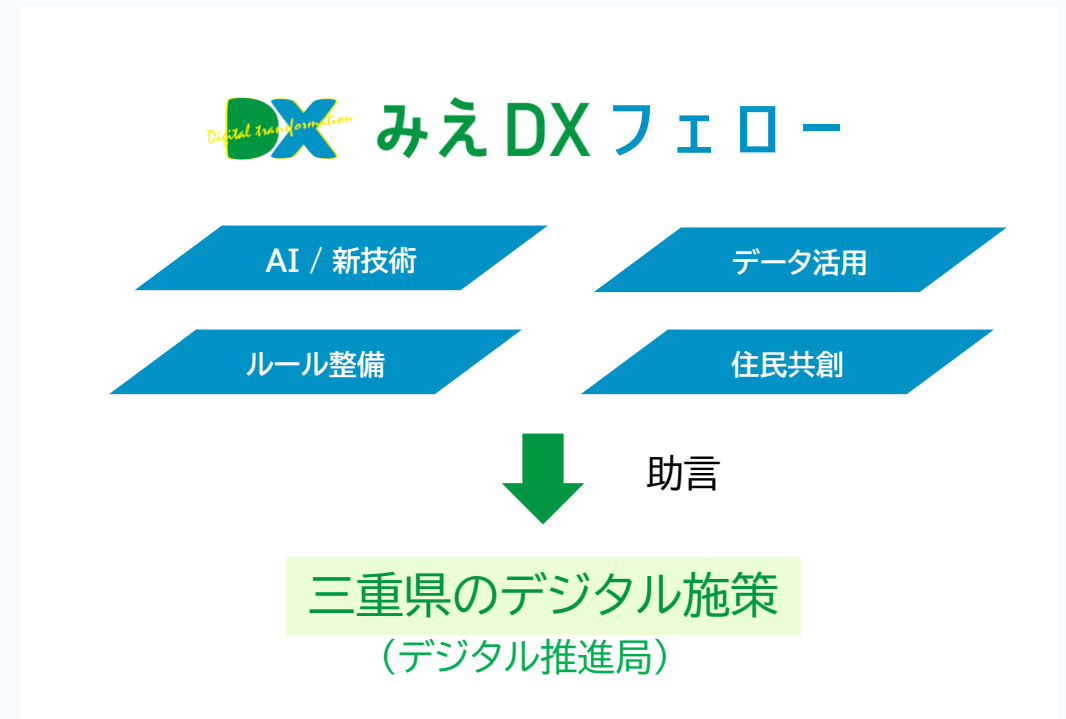 DX
Digital transformation
みえDXフェロー
AI / 新技術
データ活用
ルール整備
住民共創
助言
三重県のデジタル施策
（デジタル推進局）